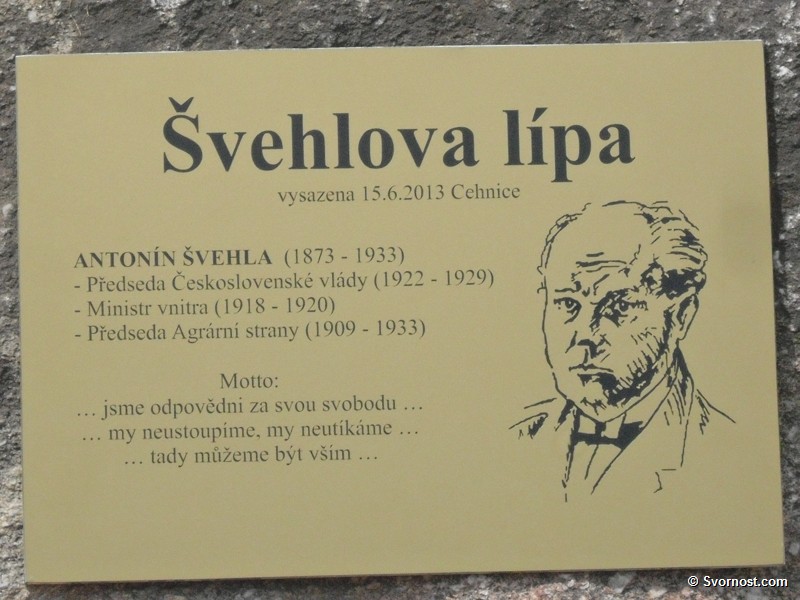 Švehlova lípa
vysazena 15.6.2013 Cehnice
ANTONÍN ŠVEHLA (1873 - 1933)
- Předseda Československé vlády (1922 - 1929)
- Ministr vnitra (1918 - 1920)
- Předseda Agrární strany (1909 - 1933)
Motto:
… jsme odpovědni za svou svobodu …
… my neustoupíme, my neutíkáme …
… tady můžeme být vším …
© Svornost.com